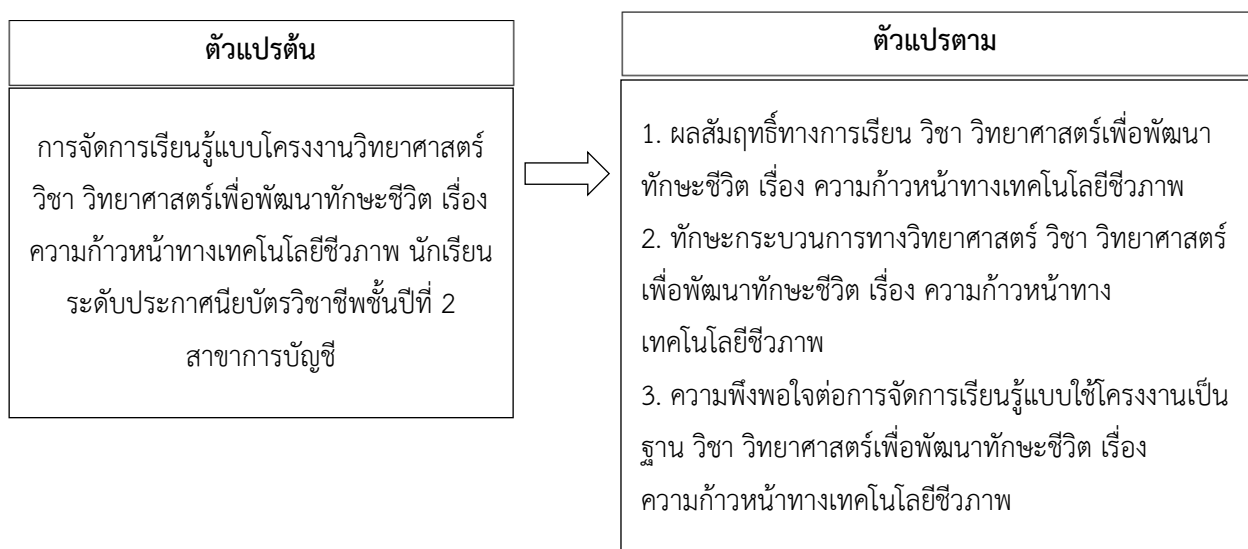 ตัวแปรต้น
การจัดการเรียนรู้แบบโครงงานวิทยาศาสตร์
วิชา วิทยาศาสตร์เพื่อพัฒนาทักษะชีวิต เรื่อง
ความก้าวหน้าทางเทคโนโลยีชีวภาพ นักเรียน
ระดับประกาศนียบัตรวิชาชีพชั้นปีที่ 2
สาขาการบัญชี
ตัวแปรตาม
1. ผลสัมฤทธิ์ทางการเรียน วิชา วิทยาศาสตร์เพื่อพัฒนา
ทักษะชีวิต เรื่อง ความก้าวหน้าทางเทคโนโลยีชีวภาพ
2. ทักษะกระบวนการทางวิทยาศาสตร์ วิชา วิทยาศาสตร์
เพื่อพัฒนาทักษะชีวิต เรื่อง ความก้าวหน้าทาง
เทคโนโลยีชีวภาพ
3. ความพึงพอใจต่อการจัดการเรียนรู้แบบใช้โครงงานเป็น
ฐาน วิชา วิทยาศาสตร์เพื่อพัฒนาทักษะชีวิต เรื่อง
ความก้าวหน้าทางเทคโนโลยีชีวภาพ